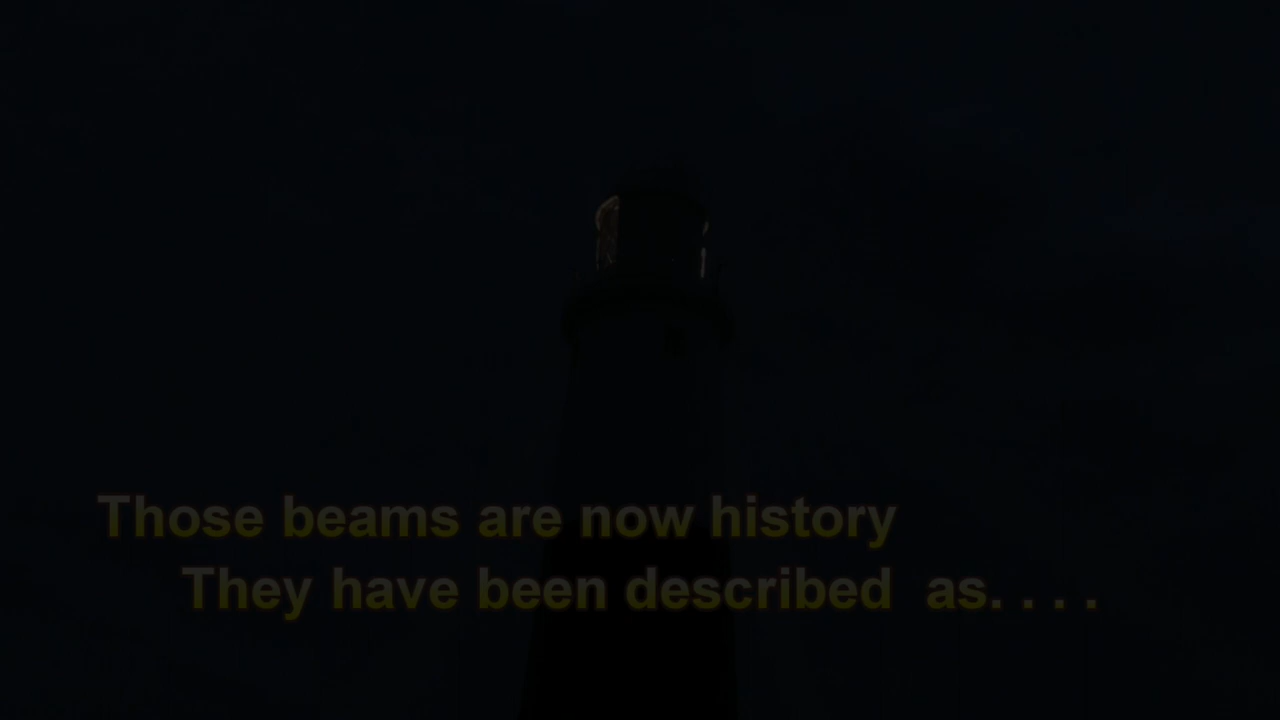 Those beams are now history
They have been described  as. . . .